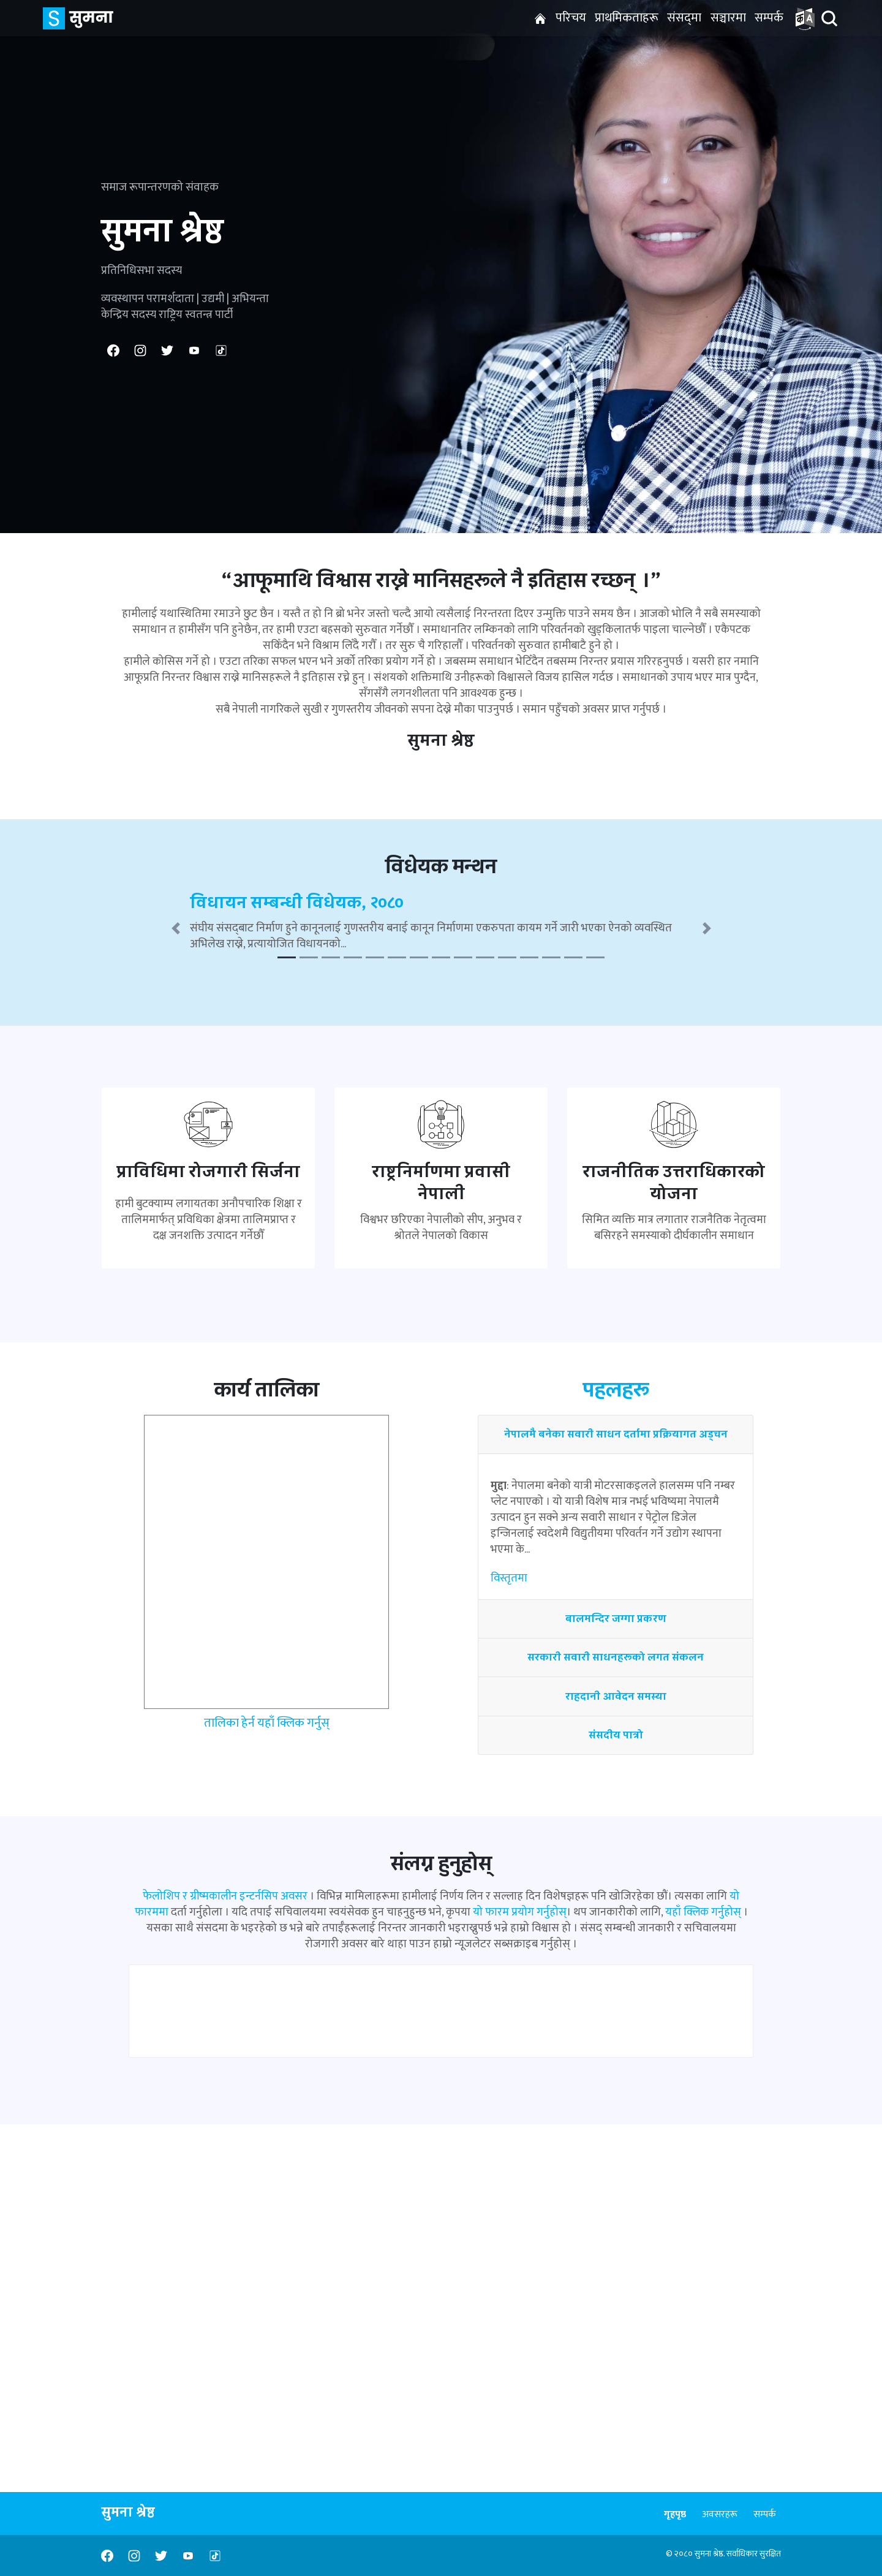 S सुमना
परिचय प्राथमिकताहरू संसद्‌मा सञ्चारमा सम्पर्क
समाज रूपान्तरणको संवाहक
सुमना श्रेष्ठ
प्रतिनिधिसभा सदस्य
व्यवस्थापन परामर्शदाता | उद्यमी | अभियन्ता
केन्द्रिय सदस्य राष्ट्रिय स्वतन्त्र पार्टी
“आफूमाथि विश्वास राख्ने मानिसहरूले नै इतिहास रच्छन् ।”
हामीलाई यथास्थितिमा रमाउने छुट छैन । यस्तै त हो नि ब्रो भनेर जस्तो चल्दै आयो त्यसैलाई निरन्तरता दिएर उन्मुक्ति पाउने समय छैन । आजको भोलि नै सबै समस्याको
समाधान त हामीसँग पनि हुनेछैन, तर हामी एउटा बहसको सुरुवात गर्नेछौँ । समाधानतिर लम्किनको लागि परिवर्तनको खुड्किलातर्फ पाइला चाल्नेछौँ । एकैपटक
सकिँदैन भने विश्राम लिँदै गरौँ । तर सुरु चै गरिहालौँ । परिवर्तनको सुरुवात हामीबाटै हुने हो ।
हामीले कोसिस गर्ने हो । एउटा तरिका सफल भएन भने अर्को तरिका प्रयोग गर्ने हो । जबसम्म समाधान भेटिँदैन तबसम्म निरन्तर प्रयास गरिरहनुपर्छ । यसरी हार नमानि
आफूप्रति निरन्तर विश्वास राख्ने मानिसहरूले नै इतिहास रच्ने हुन् । संशयको शक्तिमाथि उनीहरूको विश्वासले विजय हासिल गर्दछ । समाधानको उपाय भएर मात्र पुग्दैन,
सँगसँगै लगनशीलता पनि आवश्यक हुन्छ ।
सबै नेपाली नागरिकले सुखी र गुणस्तरीय जीवनको सपना देख्ने मौका पाउनुपर्छ । समान पहुँचको अवसर प्राप्त गर्नुपर्छ ।
सुमना श्रेष्ठ
विधेयक मन्थन
विधायन सम्बन्धी विधेयक, २०८०
संघीय संसद्‌बाट निर्माण हुने कानूनलाई गुणस्तरीय बनाई कानून निर्माणमा एकरुपता कायम गर्ने जारी भएका ऐनको व्यवस्थित
अभिलेख राख्ने, प्रत्यायोजित विधायनको...
प्राविधिमा रोजगारी सिर्जना
हामी बुटक्याम्प लगायतका अनौपचारिक शिक्षा र
तालिममार्फत् प्रविधिका क्षेत्रमा तालिमप्राप्त र
दक्ष जनशक्ति उत्पादन गर्नेछौँ
राष्ट्रनिर्माणमा प्रवासी
नेपाली
विश्वभर छरिएका नेपालीको सीप, अनुभव र
श्रोतले नेपालको विकास
राजनीतिक उत्तराधिकारको
योजना
सिमित व्यक्ति मात्र लगातार राजनैतिक नेतृत्वमा
बसिरहने समस्याको दीर्घकालीन समाधान
कार्य तालिका
तालिका हेर्न यहाँ क्लिक गर्नुस्
पहलहरू
नेपालमै बनेका सवारी साधन दर्तामा प्रक्रियागत अड्चन
मुद्दा: नेपालमा बनेको यात्री मोटरसाकइलले हालसम्म पनि नम्बर
प्लेट नपाएको । यो यात्री विशेष मात्र नभई भविष्यमा नेपालमै
उत्पादन हुन सक्ने अन्य सवारी साधान र पेट्रोल डिजेल
इन्जिनलाई स्वदेशमै विद्युतीयमा परिवर्तन गर्ने उद्योग स्थापना
भएमा के...
विस्तृतमा
बालमन्दिर जग्गा प्रकरण
सरकारी सवारी साधनहरूको लगत संकलन
राहदानी आवेदन समस्या
संसदीय पात्रो
संलग्न हुनुहोस्
फेलोशिप र ग्रीष्मकालीन इन्टर्नसिप अवसर । विभिन्न मामिलाहरूमा हामीलाई निर्णय लिन र सल्लाह दिन विशेषज्ञहरू पनि खोजिरहेका छौं। त्यसका लागि यो
फारममा दर्ता गर्नुहोला । यदि तपाईं सचिवालयमा स्वयंसेवक हुन चाहनुहुन्छ भने, कृपया यो फारम प्रयोग गर्नुहोस्। थप जानकारीको लागि, यहाँ क्लिक गर्नुहोस् ।
यसका साथै संसदमा के भइरहेको छ भन्ने बारे तपाईंहरूलाई निरन्तर जानकारी भइराख्नुपर्छ भन्ने हाम्रो विश्वास हो । संसद् सम्बन्धी जानकारी र सचिवालयमा
रोजगारी अवसर बारे थाहा पाउन हाम्रो न्यूजलेटर सब्सक्राइब गर्नुहोस् ।
सुमना श्रेष्ठ
गृहपृष्ठ अवसरहरू सम्पर्क
© २०८० सुमना श्रेष्ठ. सर्वाधिकार सुरक्षित